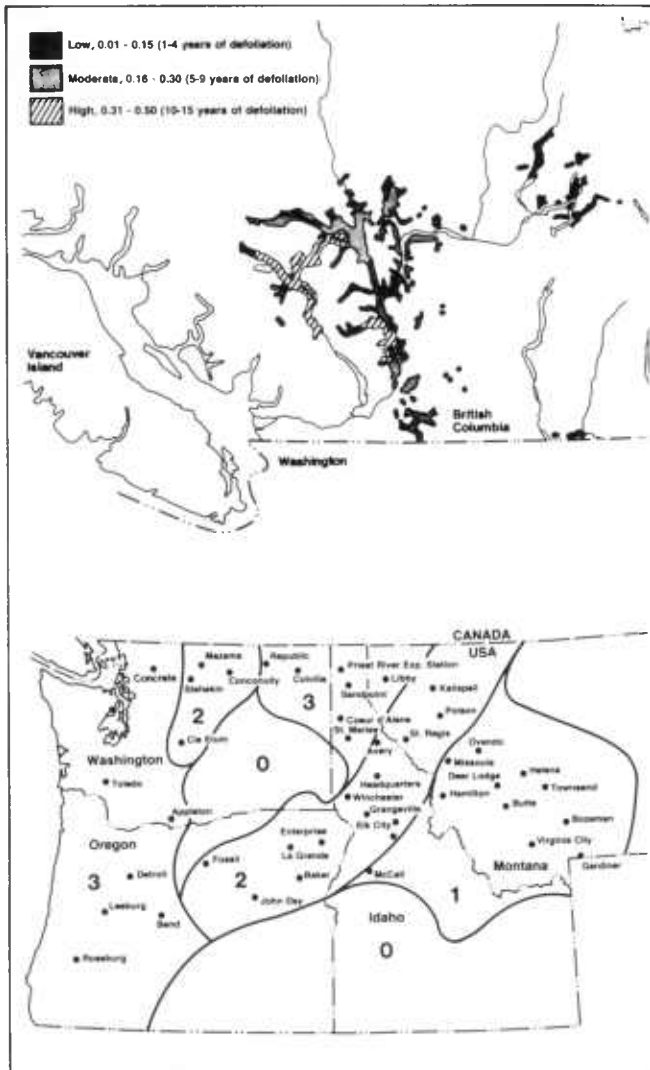 Low, 0.01 - 0.15 (1-4 years of defoliation)
Moderate, 0.16 - 0.30 (5-9 years of defoliation)
High, 0.31 - 0.50 (10-15 years of defoliation)
Vancouver
Island
British
Columbia
Washington
CANADA
USA
Mazama
Republic
Priest River Exp. Station
Concrete
Stehekin
Conconully
Colville
Libby
Sandpoint
Kalispell
2
3
Coeur d'Alene
Polson
St. Maries
St. Regis
Cle Elum
Avery
Ovando
0
Missoula
Washington
Headquarters
Deer Lodge
Helena
Toledo
Winchester
Hamilton
Townsend
Grangeville
Butte
Appleton
Elk City
Bozeman
Enterprise
Oregon
La Grande
Virginia City
Fossil
Montana
Detroit
Baker
McCall
Gardiner
3
2
1
John Day
Leaburg
Bend
Idaho
0
Roseburg